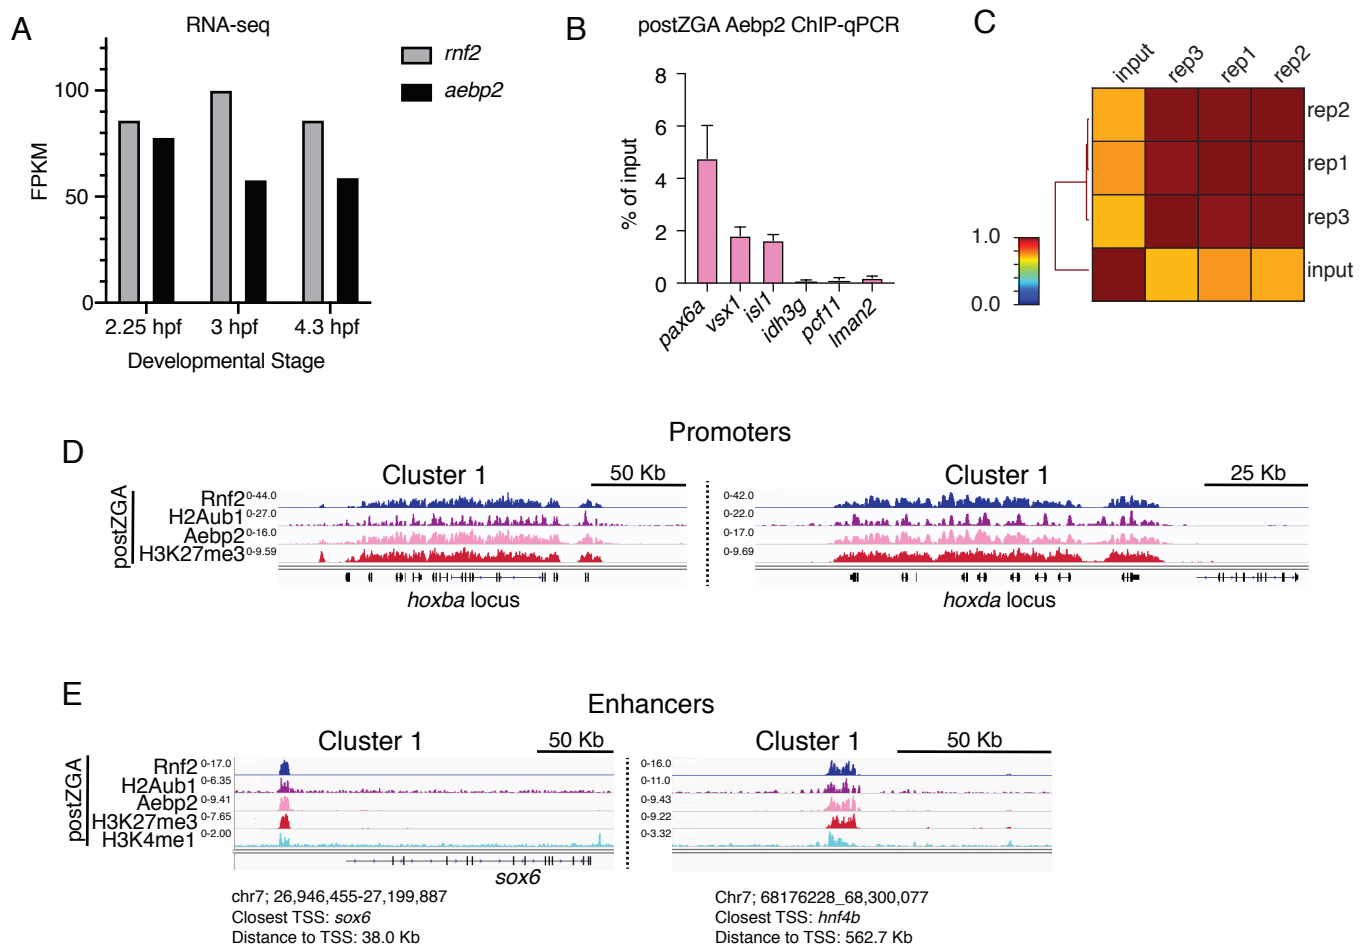 A
RNA-seq
rnf2
aebp2
FPKM
100
50
0
2.25 hpf
3 hpf
4.3 hpf
Developmental Stage
B
postZGA Aebp2 ChIP-qPCR
% of input
8
6
4
2
0
pax6a
vsx1
isl1
idh3g
pcf11
lman2
C
input
rep3
rep1
rep2
rep2
rep1
rep3
input
1.0
0.0
D
Promoters
Cluster 1
50 Kb
Cluster 1
25 Kb
postZGA
Rnf2 0-44.0
H2Aub1 0-27.0
Aebp2 0-16.0
H3K27me3 0-9.59
0-42.0
0-22.0
0-17.0
0-9.69
hoxba locus
hoxda locus
E
Enhancers
Cluster 1
50 Kb
Cluster 1
50 Kb
postZGA
Rnf2 0-17.0
H2Aub1 0-6.35
Aebp2 0-9.41
H3K27me3 0-7.65
H3K4me1 0-2.00
0-16.0
0-11.0
0-9.43
0-9.22
0-3.32
sox6
chr7; 26,946,455-27,199,887
Closest TSS: sox6
Distance to TSS: 38.0 Kb
Chr7; 68176228_68,300,077
Closest TSS: hnf4b
Distance to TSS: 562.7 Kb